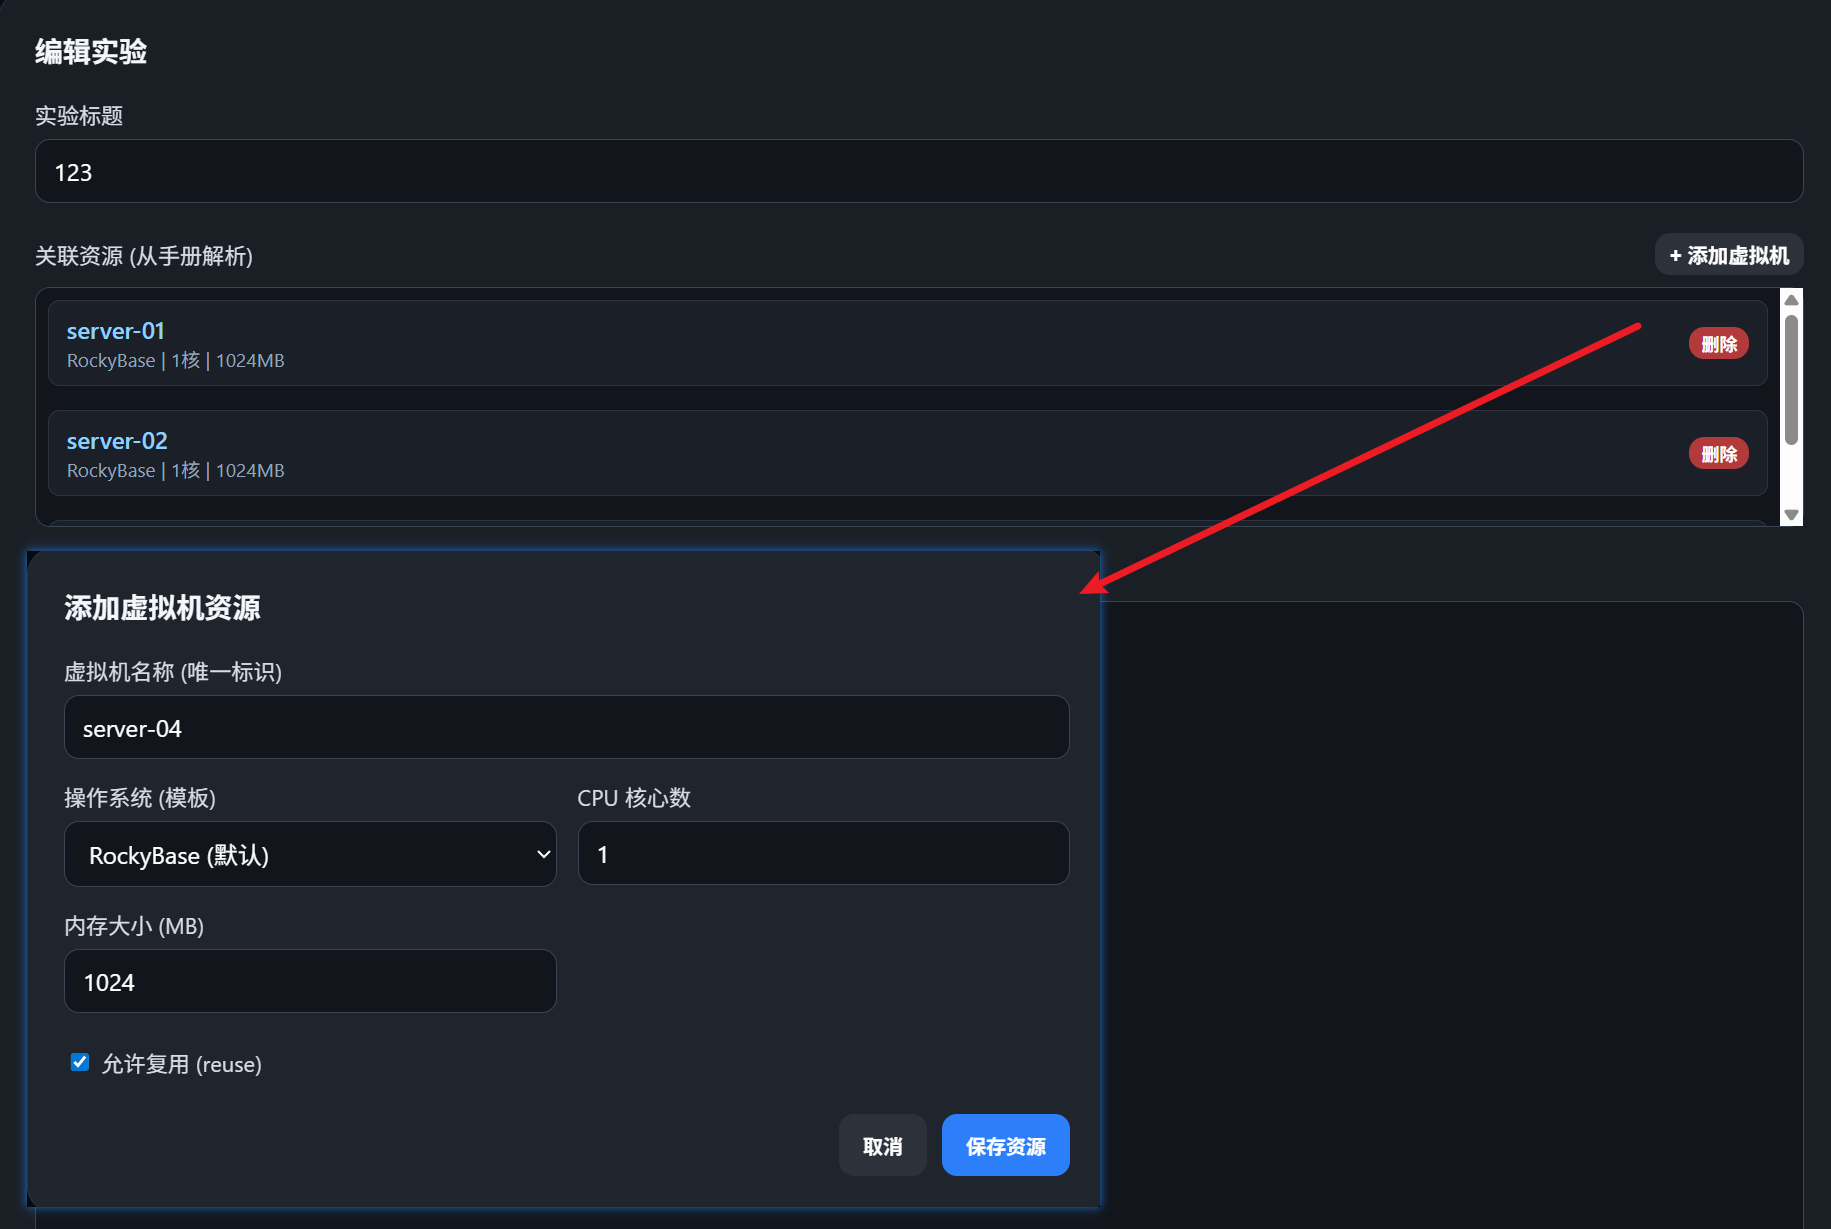 编辑实验
实验标题
123
关联资源 (从手册解析)
+ 添加虚拟机
server-01
RockyBase | 1核 | 1024MB
删除
server-02
RockyBase | 1核 | 1024MB
删除
添加虚拟机资源
虚拟机名称 (唯一标识)
server-04
操作系统 (模板)
CPU 核心数
RockyBase (默认)
1
内存大小 (MB)
1024
允许复用 (reuse)
取消
保存资源